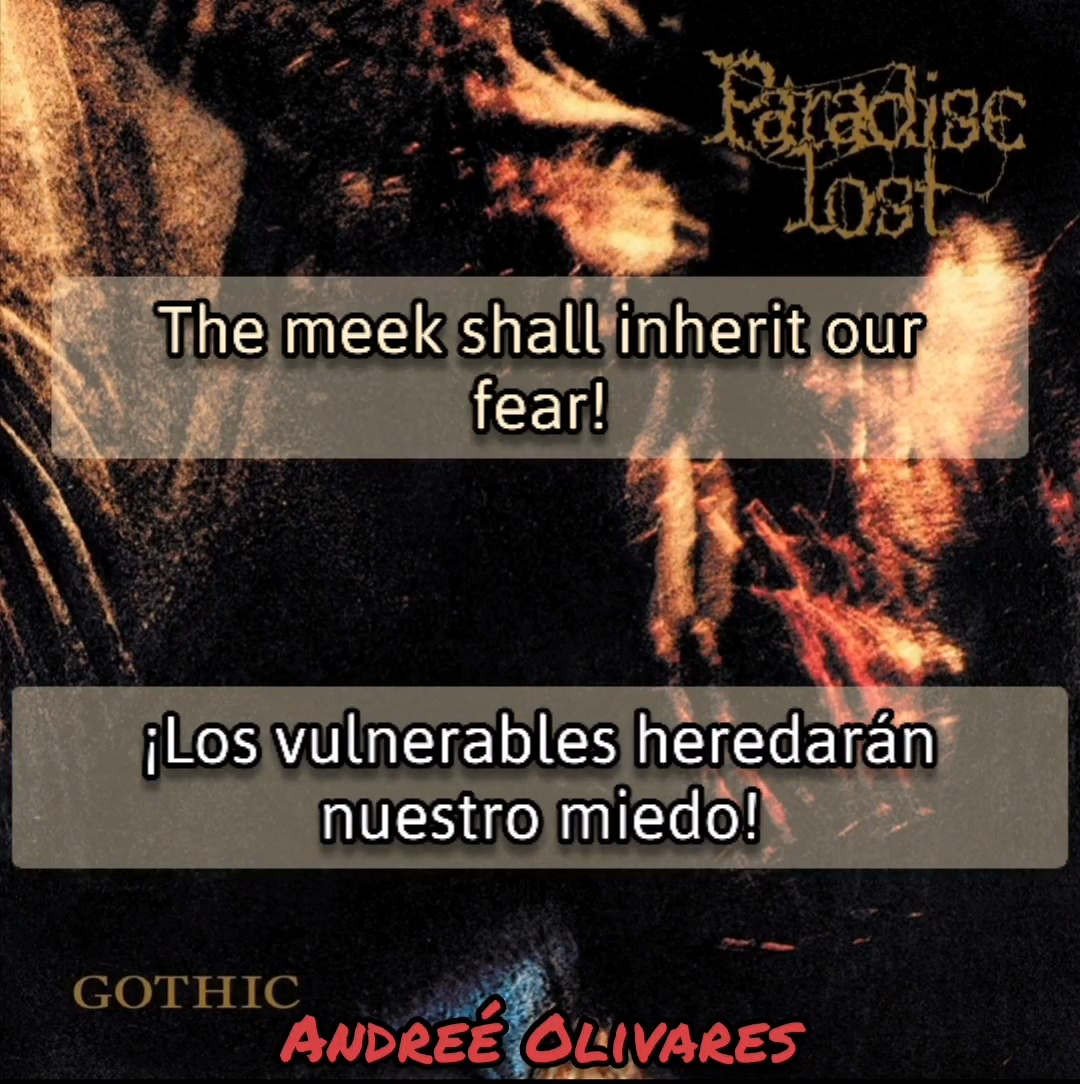 Paradise
Lost
The meek shall inherit our
fear!
¡Los vulnerables heredarán
nuestro miedo!
GOTHIC
Andreé Olivares